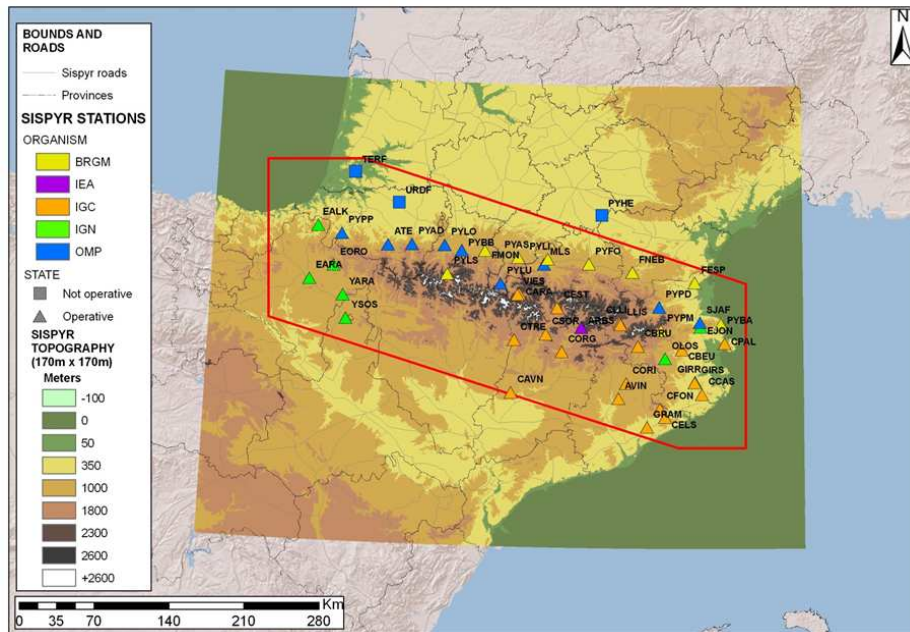 BOUNDS AND
ROADS
Sispyr roads
Provinces
SISPYR STATIONS
ORGANISM
BRGM
IEA
IGC
IGN
OMP
STATE
Not operative
Operative
SISPYR
TOPOGRAPHY
(170m x 170m)
Meters
-100
0
50
350
1000
1800
2300
2600
+2600
N
TERF
URDF
PYHE
EALK
PYPP
ATE
PYAD
PYLO
PYBB
PYAS
PYLI
MLS
PYFO
FNEB
FESP
EORO
FMON
EARA
PYLS
PYLU
VIES
YARA
CARA
CEST
PYPD
YSOS
CSOR
ARBS
LLIS
PYPM
SJAF
PYBA
CTRE
CORG
CBRU
EJON
CPAL
OLOS
CBEU
CORI
GIRR
GIRS
CAVN
AVIN
CFON
CCAS
GRAM
CELS
Km
0
35
70
140
210
280